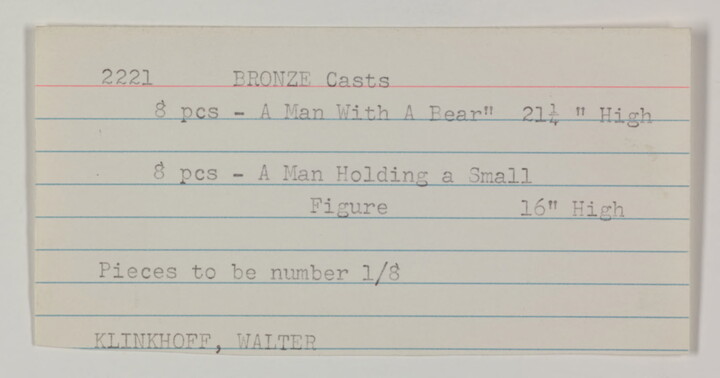 2221 BRONZE Casts
8 pcs - A Man With A Bear" 21¼ " High
8 pcs - A Man Holding a Small
Figure 16" High
Pieces to be number 1/8
KLINKHOFF, WALTER